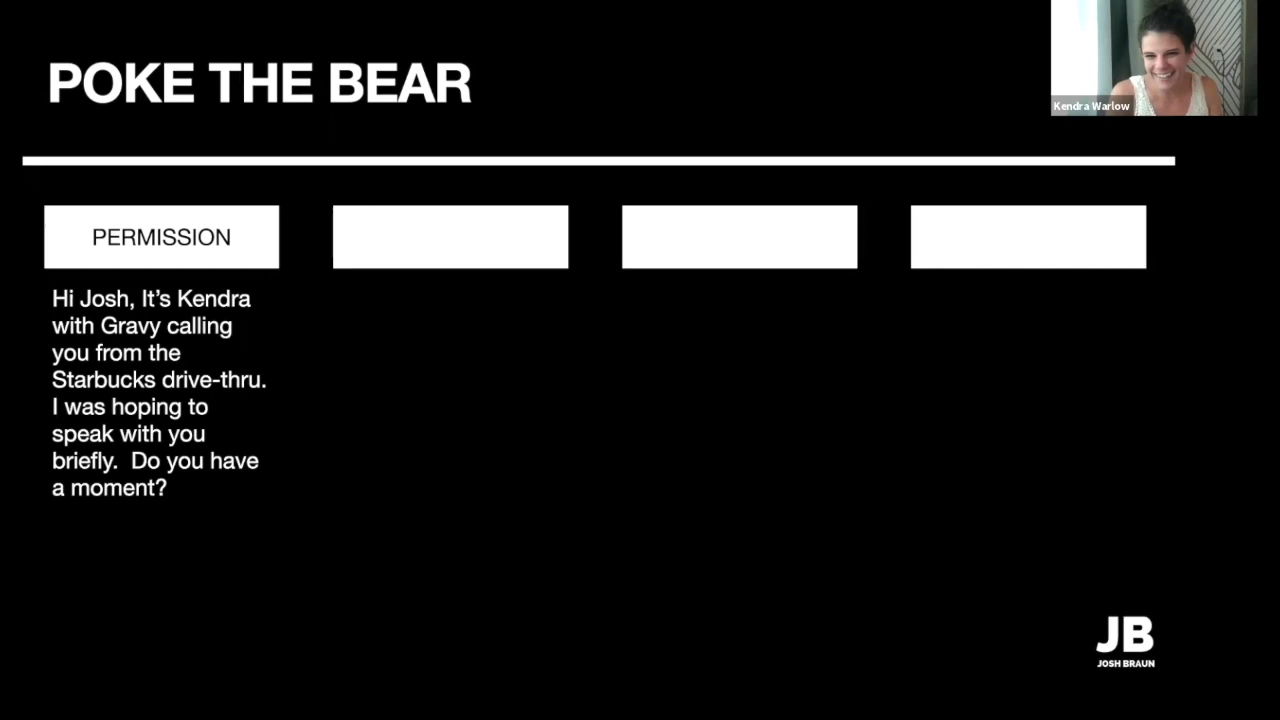 POKE THE BEAR
Kendra Warlow
PERMISSION
Hi Josh, It’s Kendra
with Gravy calling
you from the
Starbucks drive-thru.
I was hoping to
speak with you
briefly.  Do you have
a moment?
JB
JOSH BRAUN